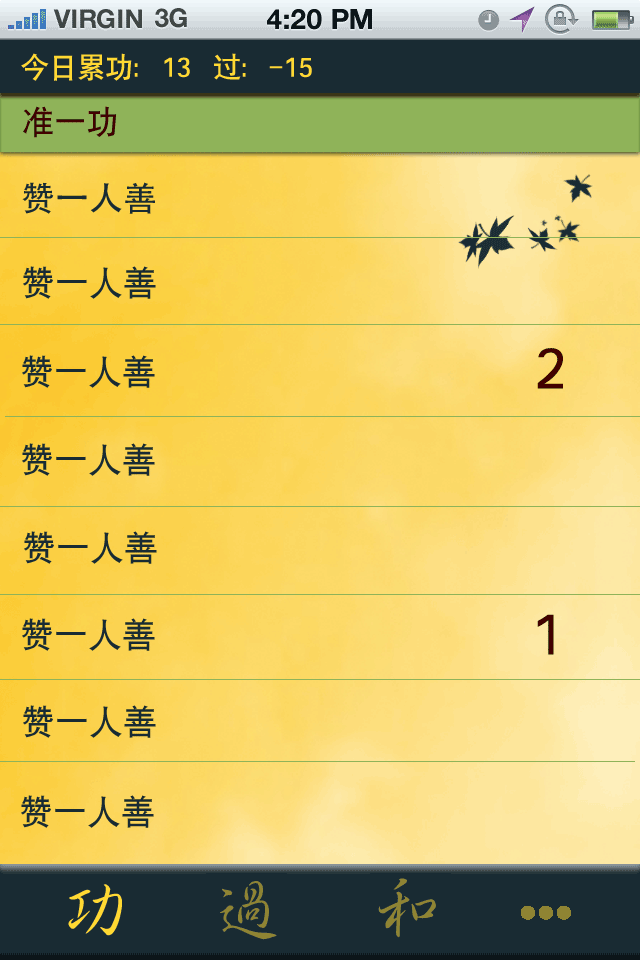 VIRGIN 3G 4:20 PM
今日累功: 13 过: -15
准一功
赞一人善
赞一人善
赞一人善 2
赞一人善
赞一人善
赞一人善 1
赞一人善
赞一人善
功 過 和